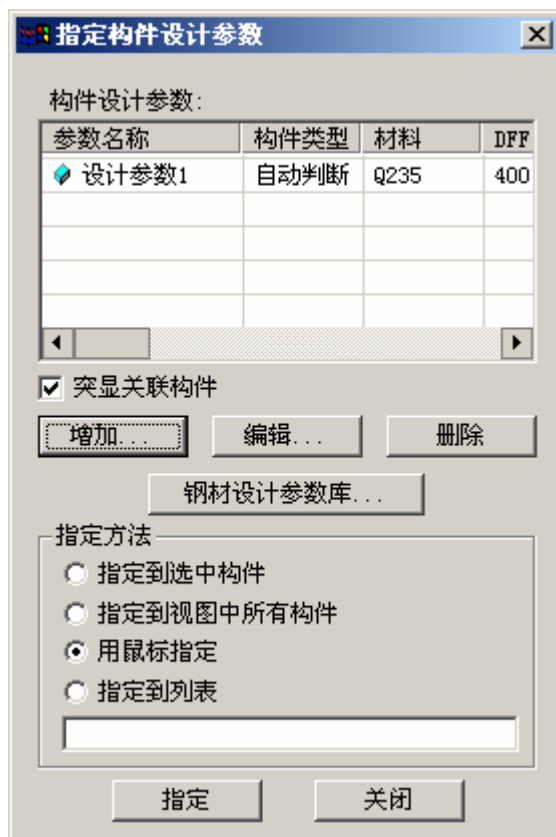 指定构件设计参数
构件设计参数:
参数名称 构件类型 材料 DFF
设计参数1 自动判断 Q235 400
突显关联构件
增加... 编辑... 删除
钢材设计参数库...
指定方法
指定到选中构件
指定到视图中所有构件
用鼠标指定
指定到列表
指定 关闭